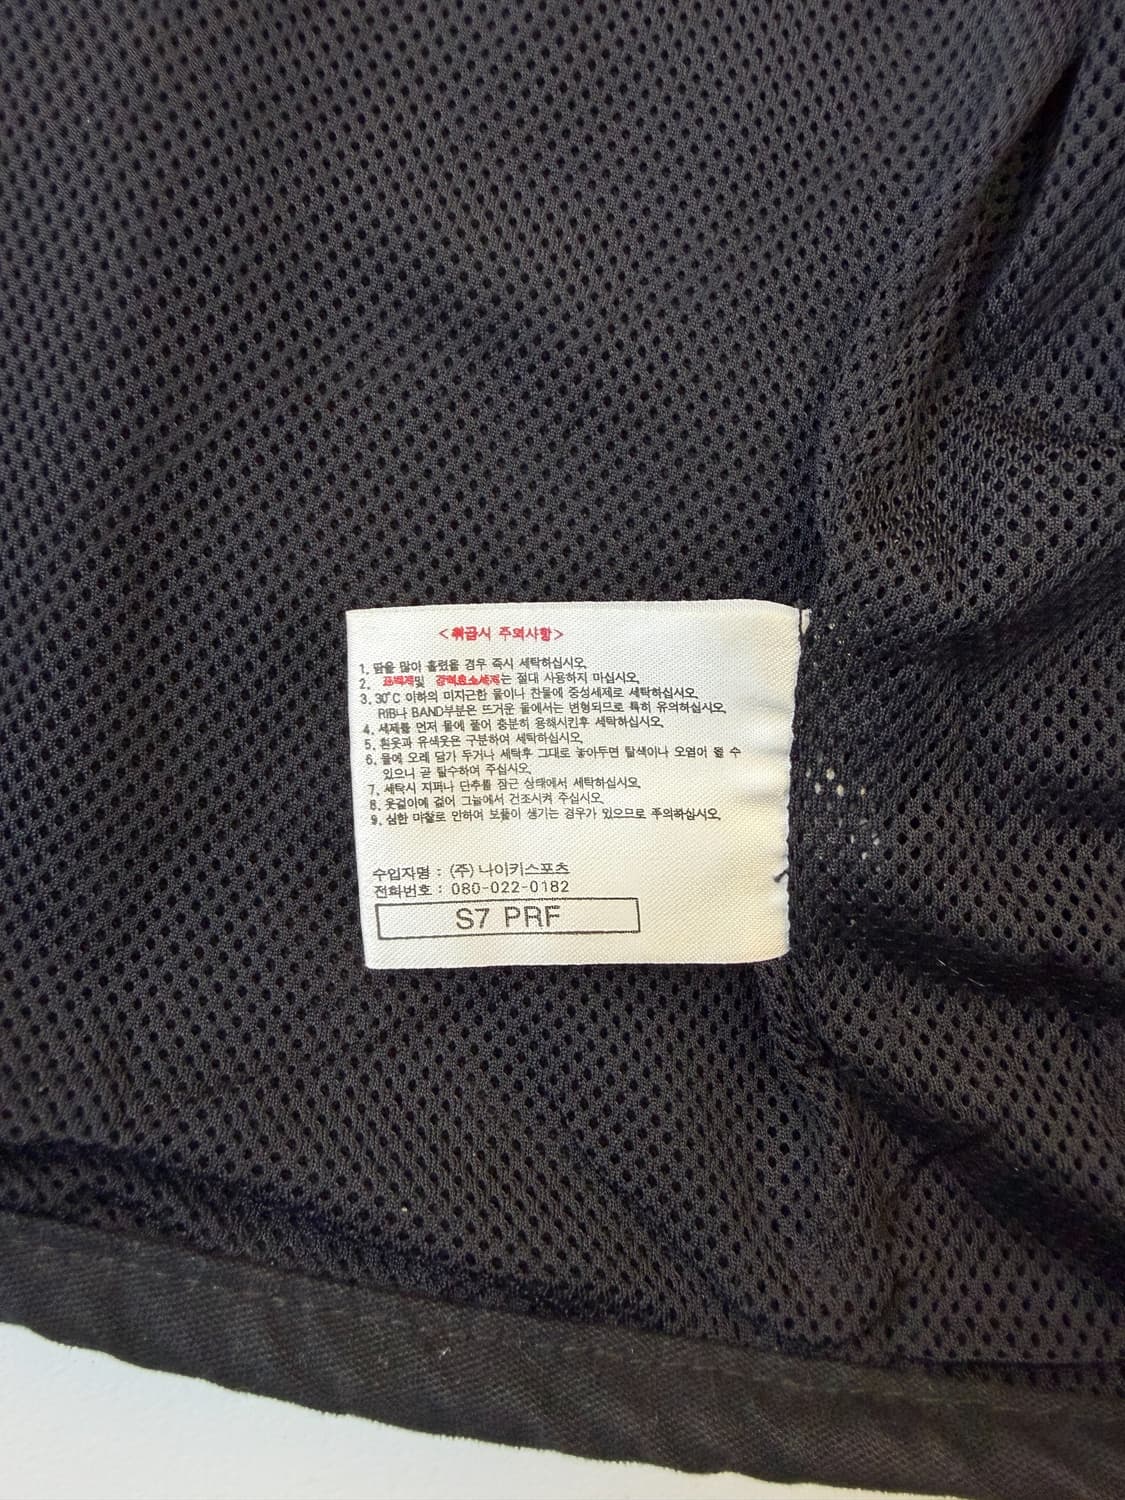 <취급시 주의사항>
1. 땀을 많이 흘렸을 경우 즉시 세탁하십시오.
2. 표백제및 강력효소세제는 절대 사용하지 마십시오.
3. 30°C 이하의 미지근한 물이나 찬물에 중성세제로 세탁하십시오.
RIB나 BAND부분은 뜨거운 물에서는 변형되므로 특히 유의하십시오.
4. 세제를 먼저 물에 풀어 충분히 용해시킨후 세탁하십시오.
5. 흰옷과 유색옷은 구분하여 세탁하십시오.
6. 물에 오래 담가 두거나 세탁후 그대로 놓아두면 탈색이나 오염이 될 수
있으니 곧 탈수하여 주십시오.
7. 세탁시 지퍼나 단추를 잠근 상태에서 세탁하십시오.
8. 옷걸이에 걸어 그늘에서 건조시켜 주십시오.
9. 심한 마찰로 인하여 보풀이 생기는 경우가 있으므로 주의하십시오.
수입자명 : (주) 나이키스포츠
전화번호 : 080-022-0182
S7 PRF